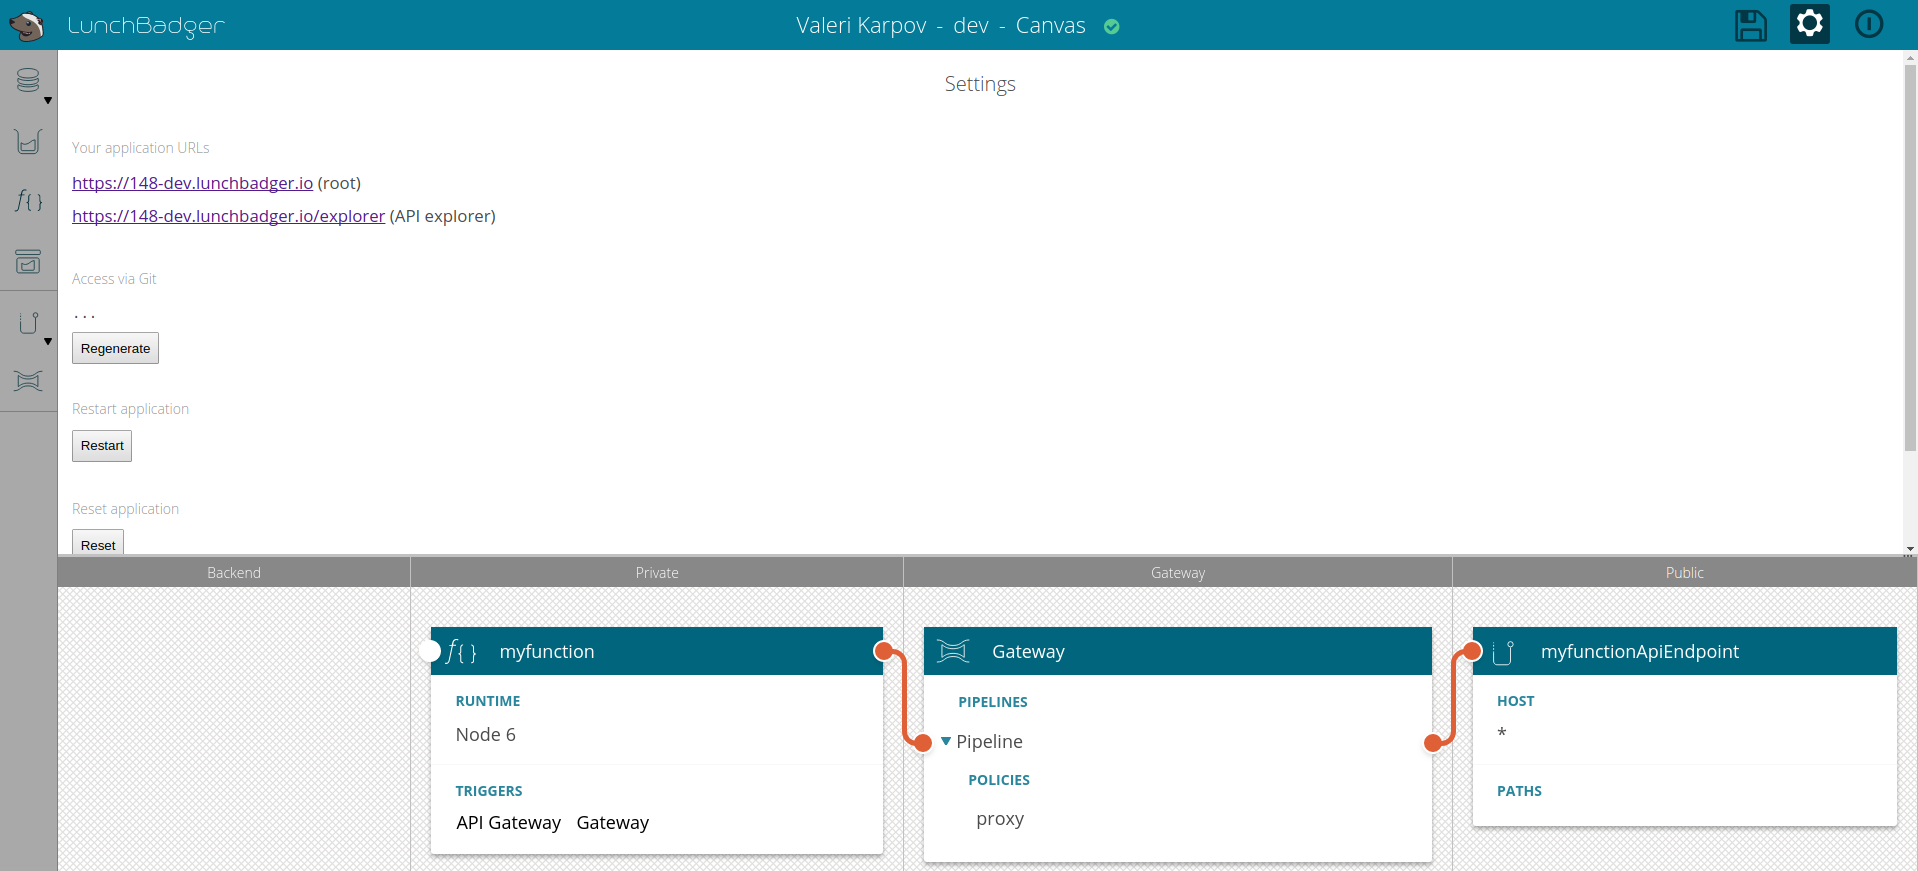 LunchBadger
Valeri Karpov - dev - Canvas
Settings
Your application URLs
https://148-dev.lunchbadger.io (root)
https://148-dev.lunchbadger.io/explorer (API explorer)
Access via Git
...
Regenerate
Restart application
Restart
Reset application
Reset
Backend Private Gateway Public
f{} myfunction
RUNTIME
Node 6
TRIGGERS
API Gateway Gateway
Gateway
PIPELINES
Pipeline
POLICIES
proxy
myfunctionApiEndpoint
HOST
*
PATHS